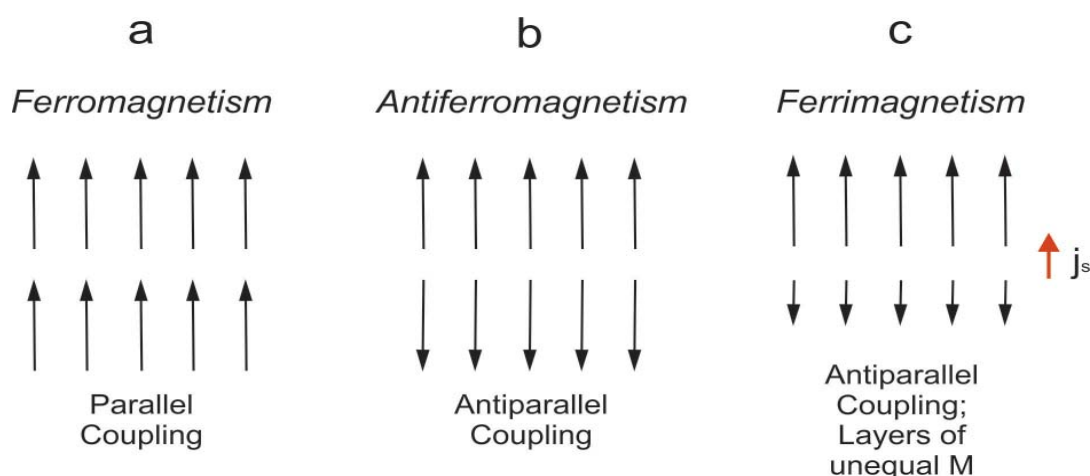 a
Ferromagnetism
Parallel
Coupling
b
Antiferromagnetism
Antiparallel
Coupling
c
Ferrimagnetism
js
Antiparallel
Coupling;
Layers of
unequal M